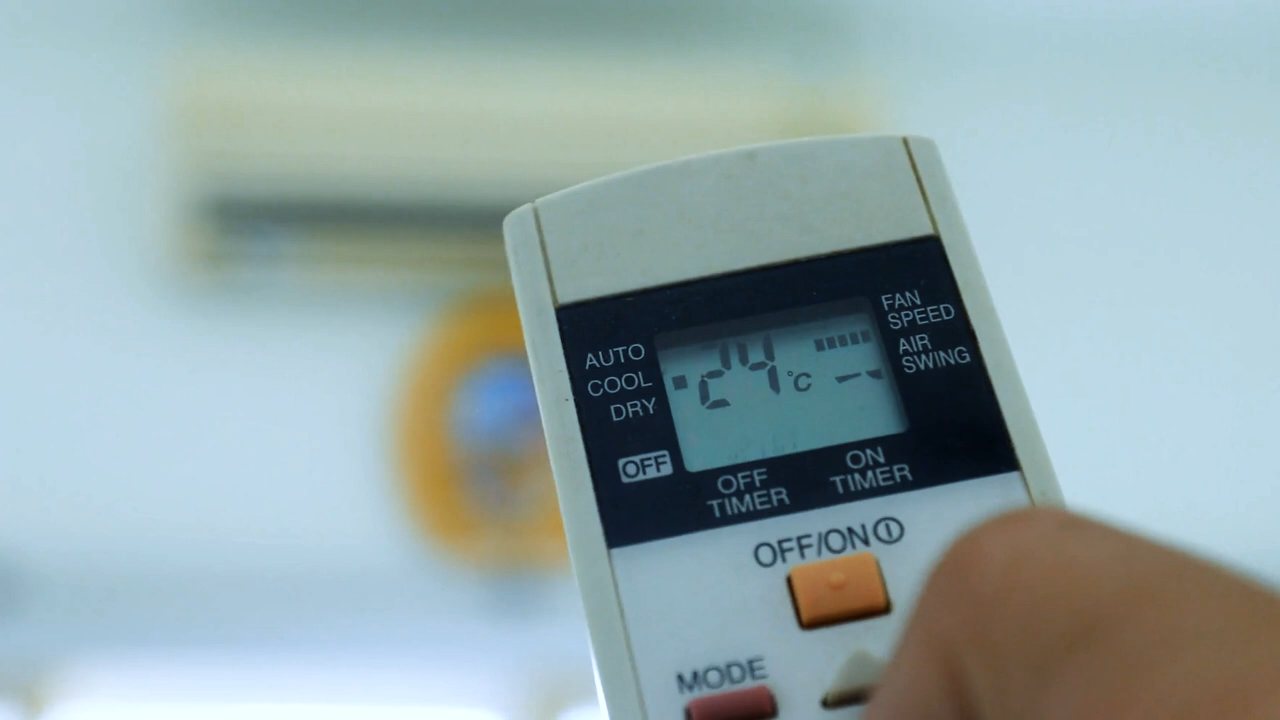 AUTO
COOL
DRY
OFF
24°C
FAN
SPEED
AIR
SWING
OFF
TIMER
ON
TIMER
OFF/ON
MODE